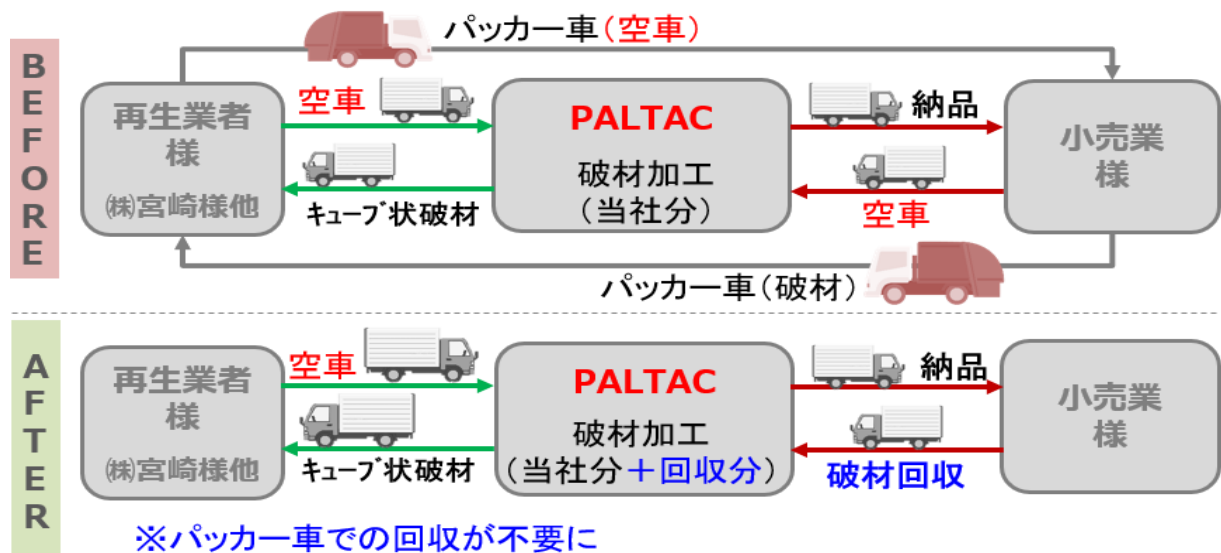 BEFORE
パッカー車(空車)
再生業者
様
㈱宮崎様他
空車
キューブ状破材
PALTAC
破材加工
(当社分)
納品
空車
小売業
様
パッカー車(破材)
AFTER
再生業者
様
㈱宮崎様他
空車
キューブ状破材
PALTAC
破材加工
(当社分+回収分)
納品
破材回収
小売業
様
※パッカー車での回収が不要に